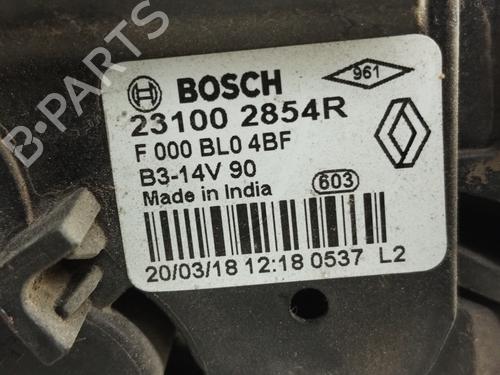 BOSCH
961
23100 2854R
F 000 BL0 4BF
B3-14V 90
Made in India
603
20/03/18 12:18 0537 L2